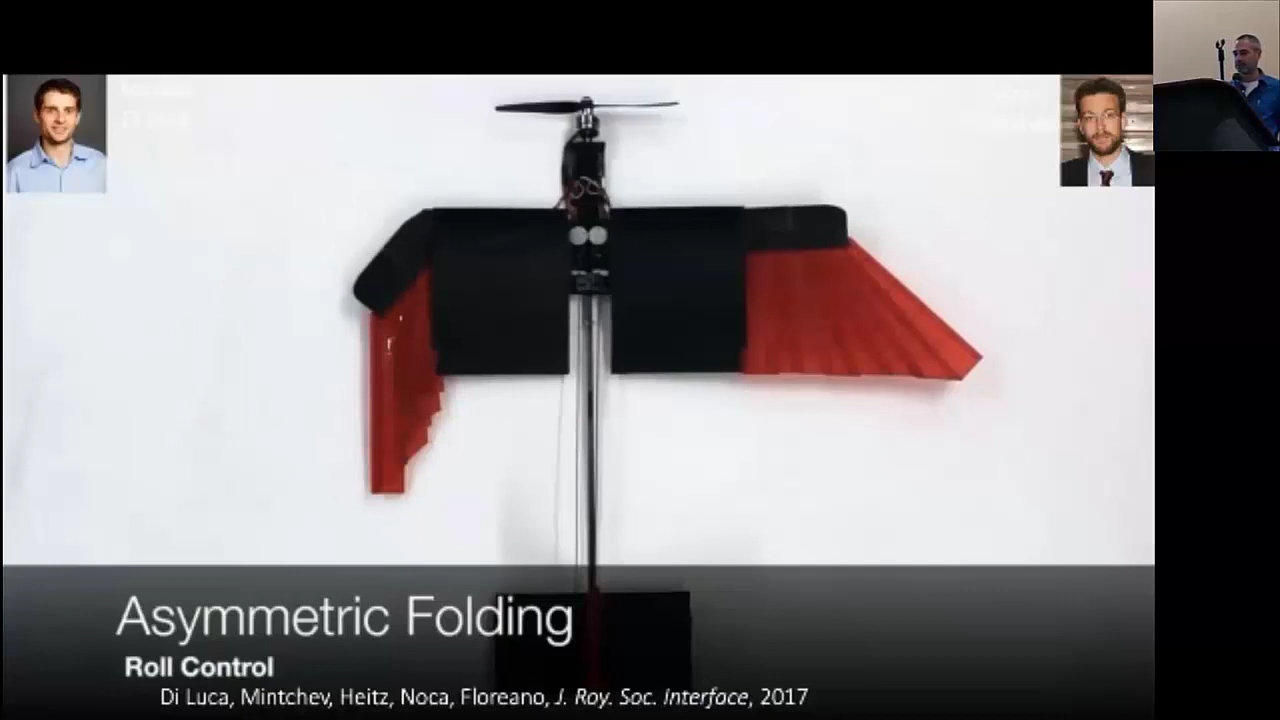 Asymmetric Folding
Roll Control
Di Luca, Mintchev, Heitz, Noca, Floreano, J. Roy. Soc. Interface, 2017